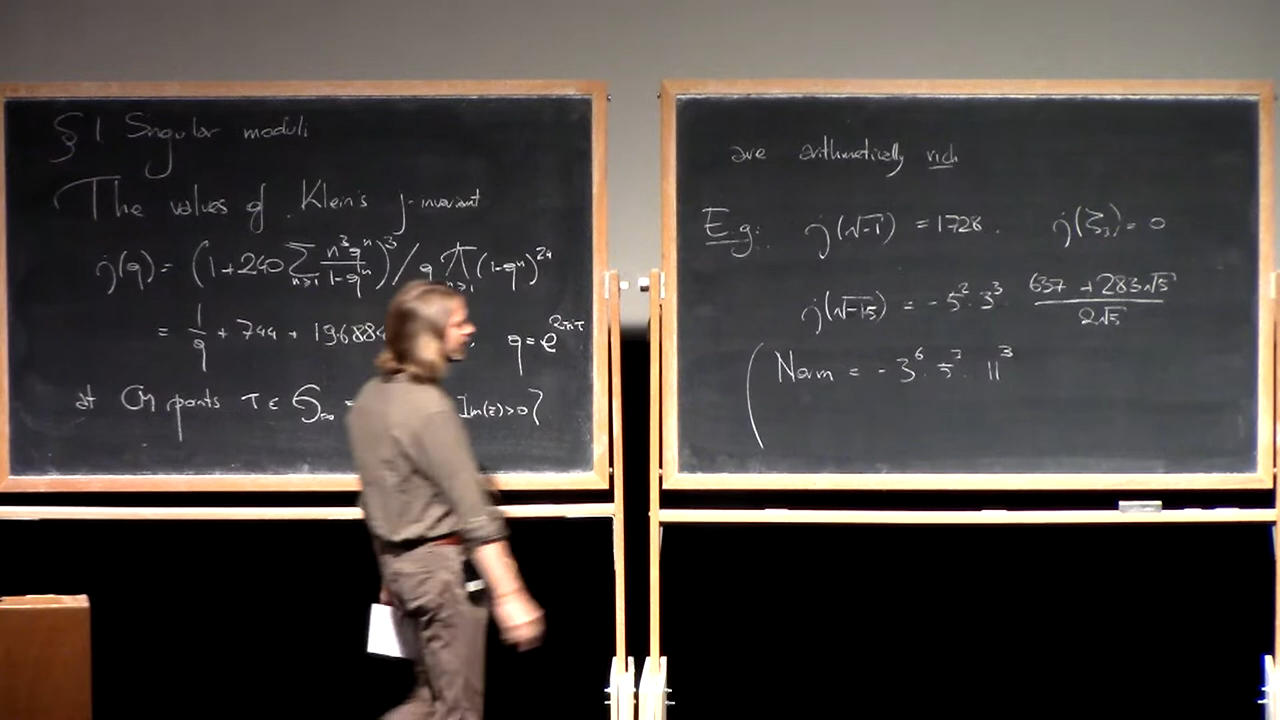 §1 Singular moduli
The values of Klein's j-invariant
j(q) = (1+240 ∑_{n≥1} n³qⁿ/(1-qⁿ))³ / q ∏_{n≥1} (1-qⁿ)²⁴
= 1/q + 744 + 196884 q = e^{2πiτ}
at CM points τ ∈ ℌ_∞ = Im(z)>0}
are arithmetically rich
E.g: j(√-1) = 1728. j(ζ₃) = 0
j(√-15) = -5²·3³ (637 + 283√5)/(2√5)
(Norm = -3⁶·5⁷·11³